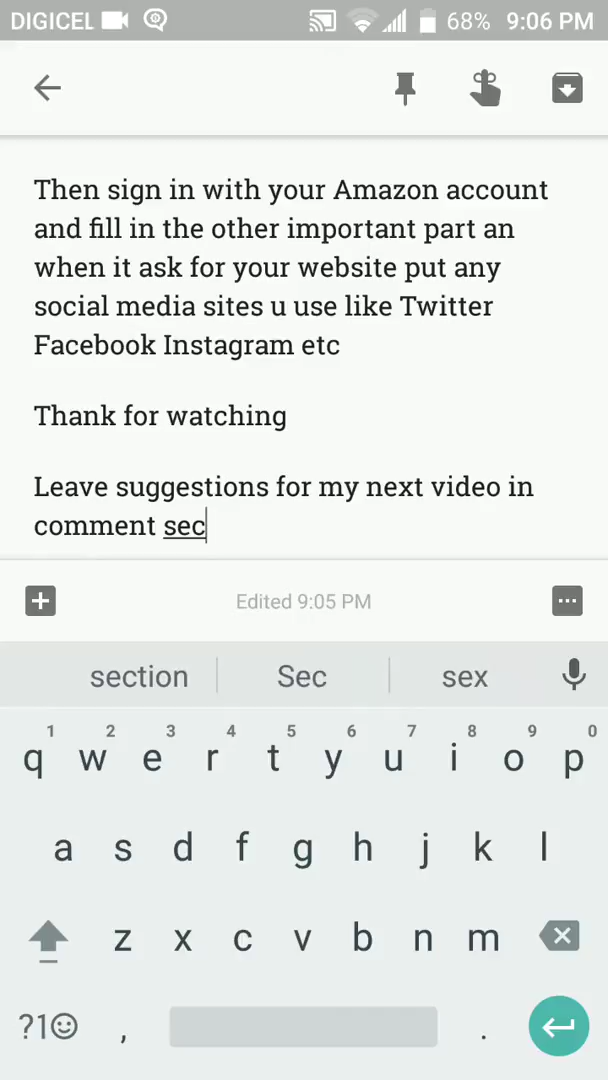 DIGICEL 68% 9:06 PM
Then sign in with your Amazon account
and fill in the other important part an
when it ask for your website put any
social media sites u use like Twitter
Facebook Instagram etc
Thank for watching
Leave suggestions for my next video in
comment sec
Edited 9:05 PM
section Sec sex
1 2 3 4 5 6 7 8 9 0
q w e r t y u i o p
a s d f g h j k l
z x c v b n m
?1☺ , .